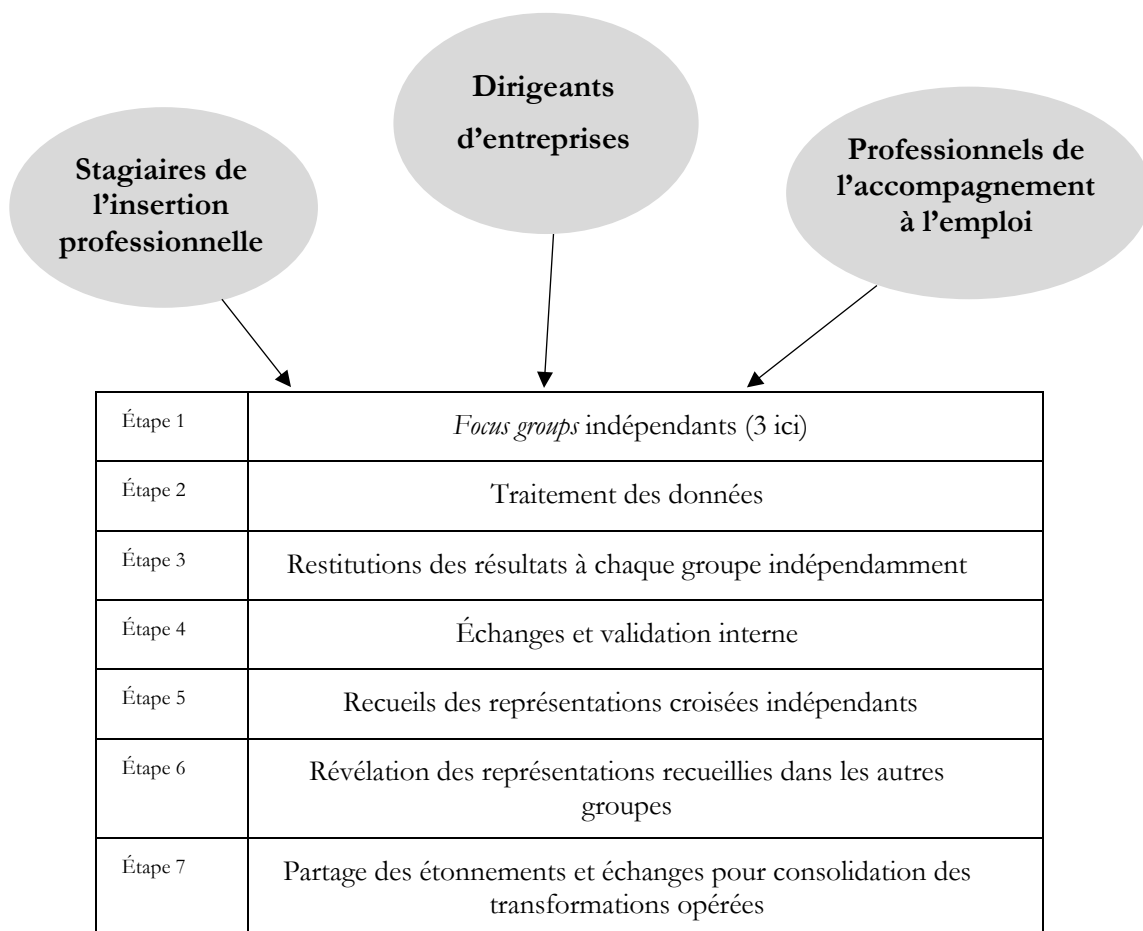 Dirigeants
d’entreprises
Stagiaires de
l’insertion
professionnelle
Professionnels de
l’accompagnement
à l’emploi
Étape 1
Focus groups indépendants (3 ici)
Étape 2
Traitement des données
Étape 3
Restitutions des résultats à chaque groupe indépendamment
Étape 4
Échanges et validation interne
Étape 5
Recueils des représentations croisées indépendants
Étape 6
Révélation des représentations recueillies dans les autres
groupes
Étape 7
Partage des étonnements et échanges pour consolidation des
transformations opérées